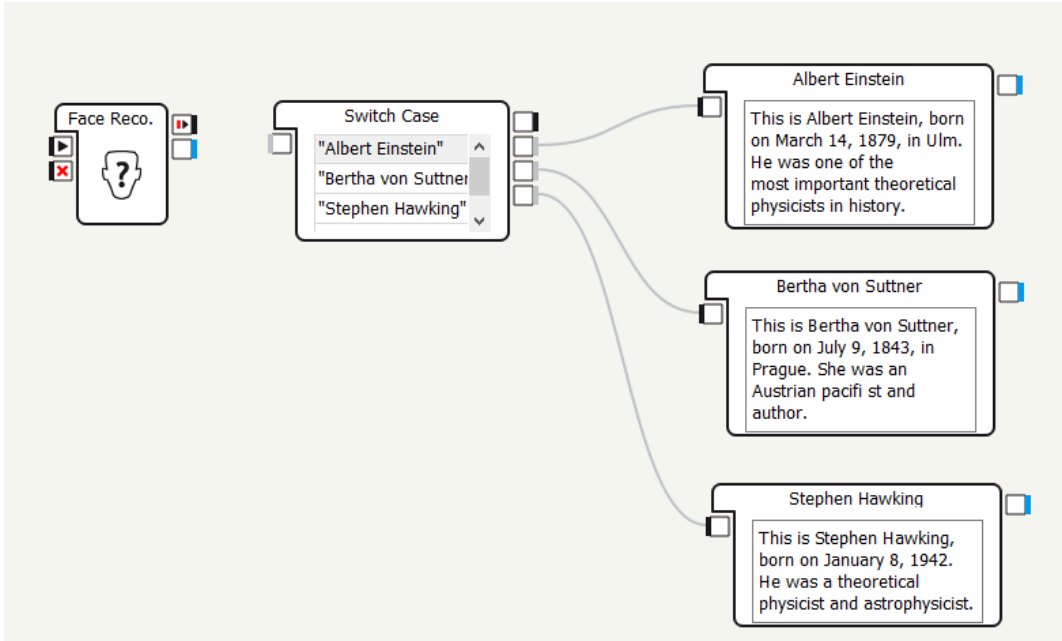 Face Reco.
?
Switch Case
"Albert Einstein"
"Bertha von Suttner
"Stephen Hawking"
Albert Einstein
This is Albert Einstein, born
on March 14, 1879, in Ulm.
He was one of the
most important theoretical
physicists in history.
Bertha von Suttner
This is Bertha von Suttner,
born on July 9, 1843, in
Prague. She was an
Austrian pacifi st and
author.
Stephen Hawking
This is Stephen Hawking,
born on January 8, 1942.
He was a theoretical
physicist and astrophysicist.